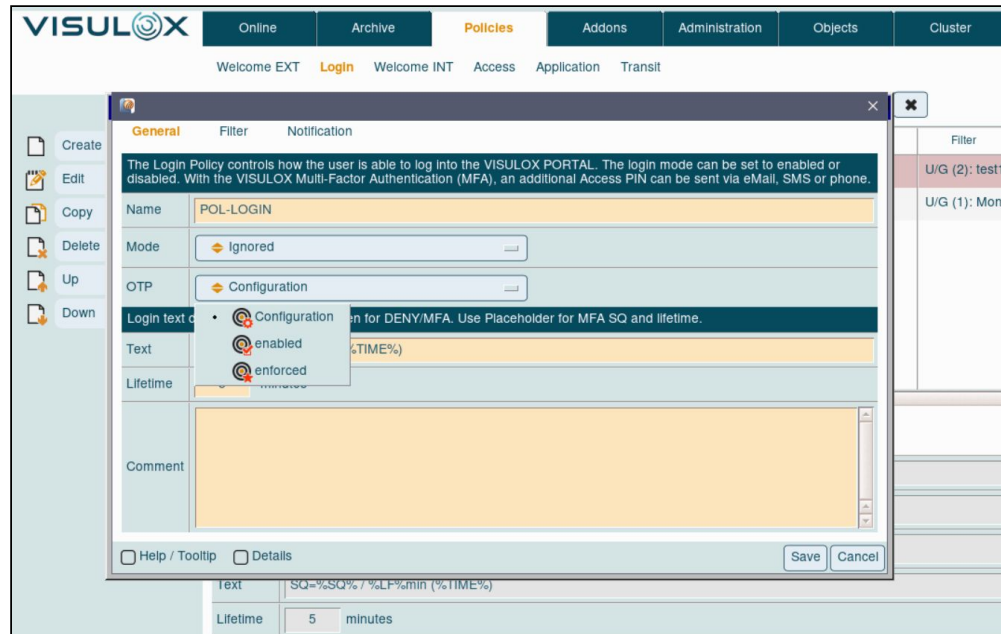 VISULOX
Online Archive Policies Addons Administration Objects Cluster
Welcome EXT Login Welcome INT Access Application Transit
General Filter Notification
The Login Policy controls how the user is able to log into the VISULOX PORTAL. The login mode can be set to enabled or
disabled. With the VISULOX Multi-Factor Authentication (MFA), an additional Access PIN can be sent via eMail, SMS or phone.
Name POL-LOGIN
Mode Ignored
OTP Configuration
Configuration
enabled
enforced
Login text en for DENY/MFA. Use Placeholder for MFA SQ and lifetime.
Text %TIME%)
Lifetime
Comment
Help / Tooltip Details Save Cancel
Create
Edit
Copy
Delete
Up
Down
Filter
U/G (2): test1
U/G (1): Mon
Text SQ=%SQ% / %LF%min (%TIME%)
Lifetime 5 minutes